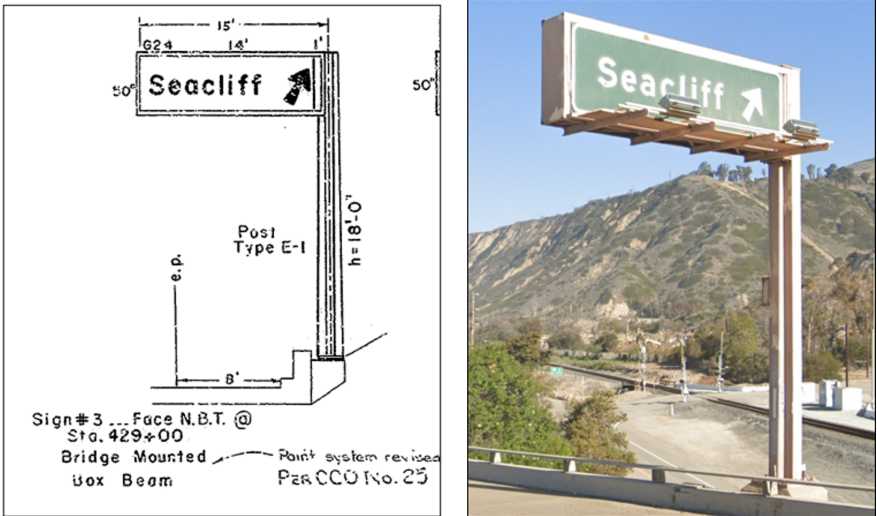 15'
G24 14' 1'
50"
Seacliff
50"
Post
Type E-1
h=18'-0"
e.p.
8'
Sign#3 ... Face N.B.T. @
Sta. 429+00
Bridge Mounted
Paint system revised
Box Beam
PER CCO No. 25
Seacliff